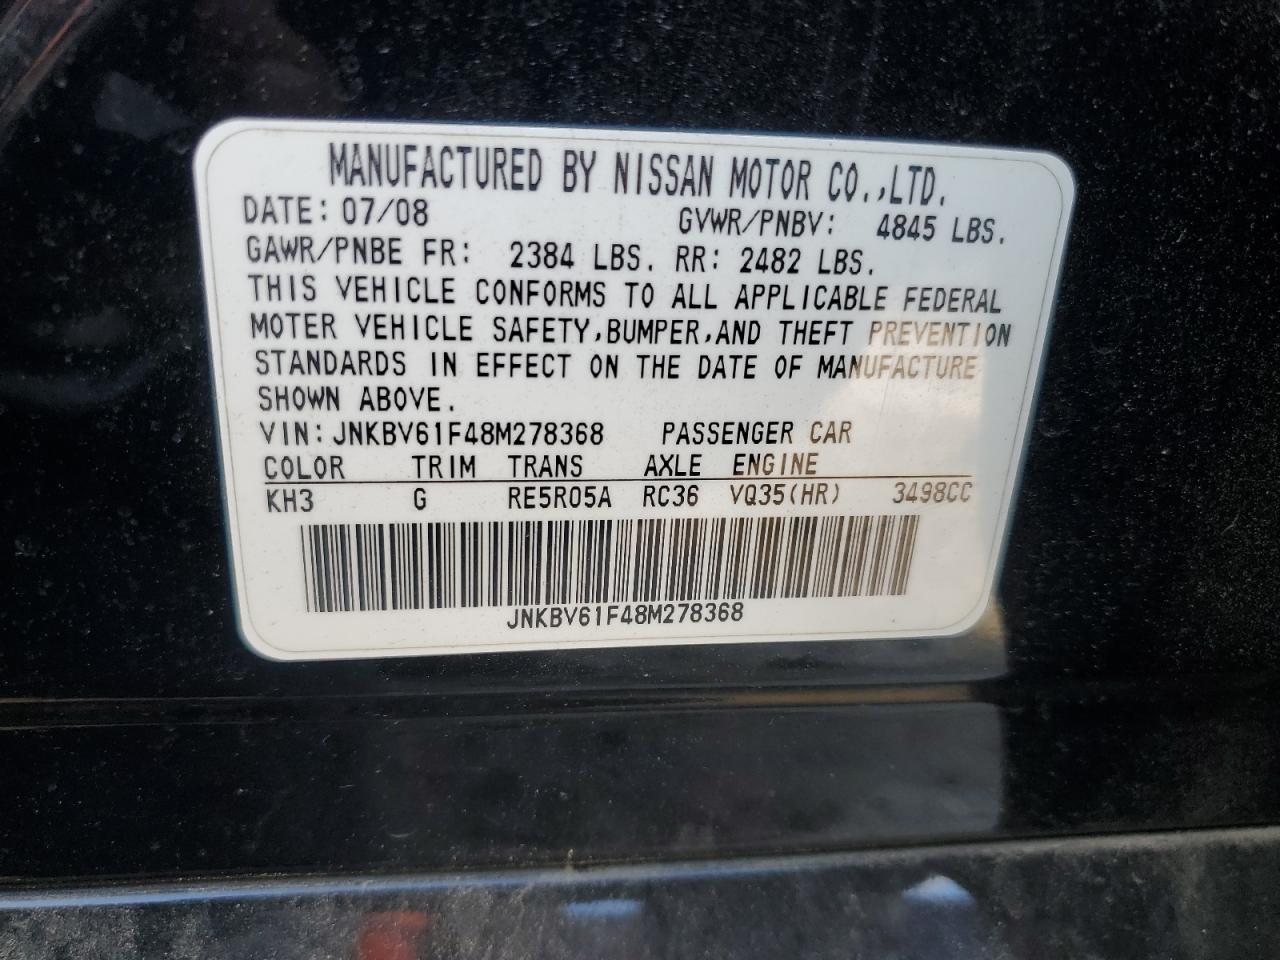 MANUFACTURED BY NISSAN MOTOR CO.,LTD.
DATE: 07/08 GVWR/PNBV: 4845 LBS.
GAWR/PNBE FR: 2384 LBS. RR: 2482 LBS.
THIS VEHICLE CONFORMS TO ALL APPLICABLE FEDERAL
MOTER VEHICLE SAFETY,BUMPER,AND THEFT PREVENTION
STANDARDS IN EFFECT ON THE DATE OF MANUFACTURE
SHOWN ABOVE.
VIN:JNKBV61F48M278368 PASSENGER CAR
COLOR TRIM TRANS AXLE ENGINE
KH3 G RE5R05A RC36 VQ35(HR) 3498CC
JNKBV61F48M278368